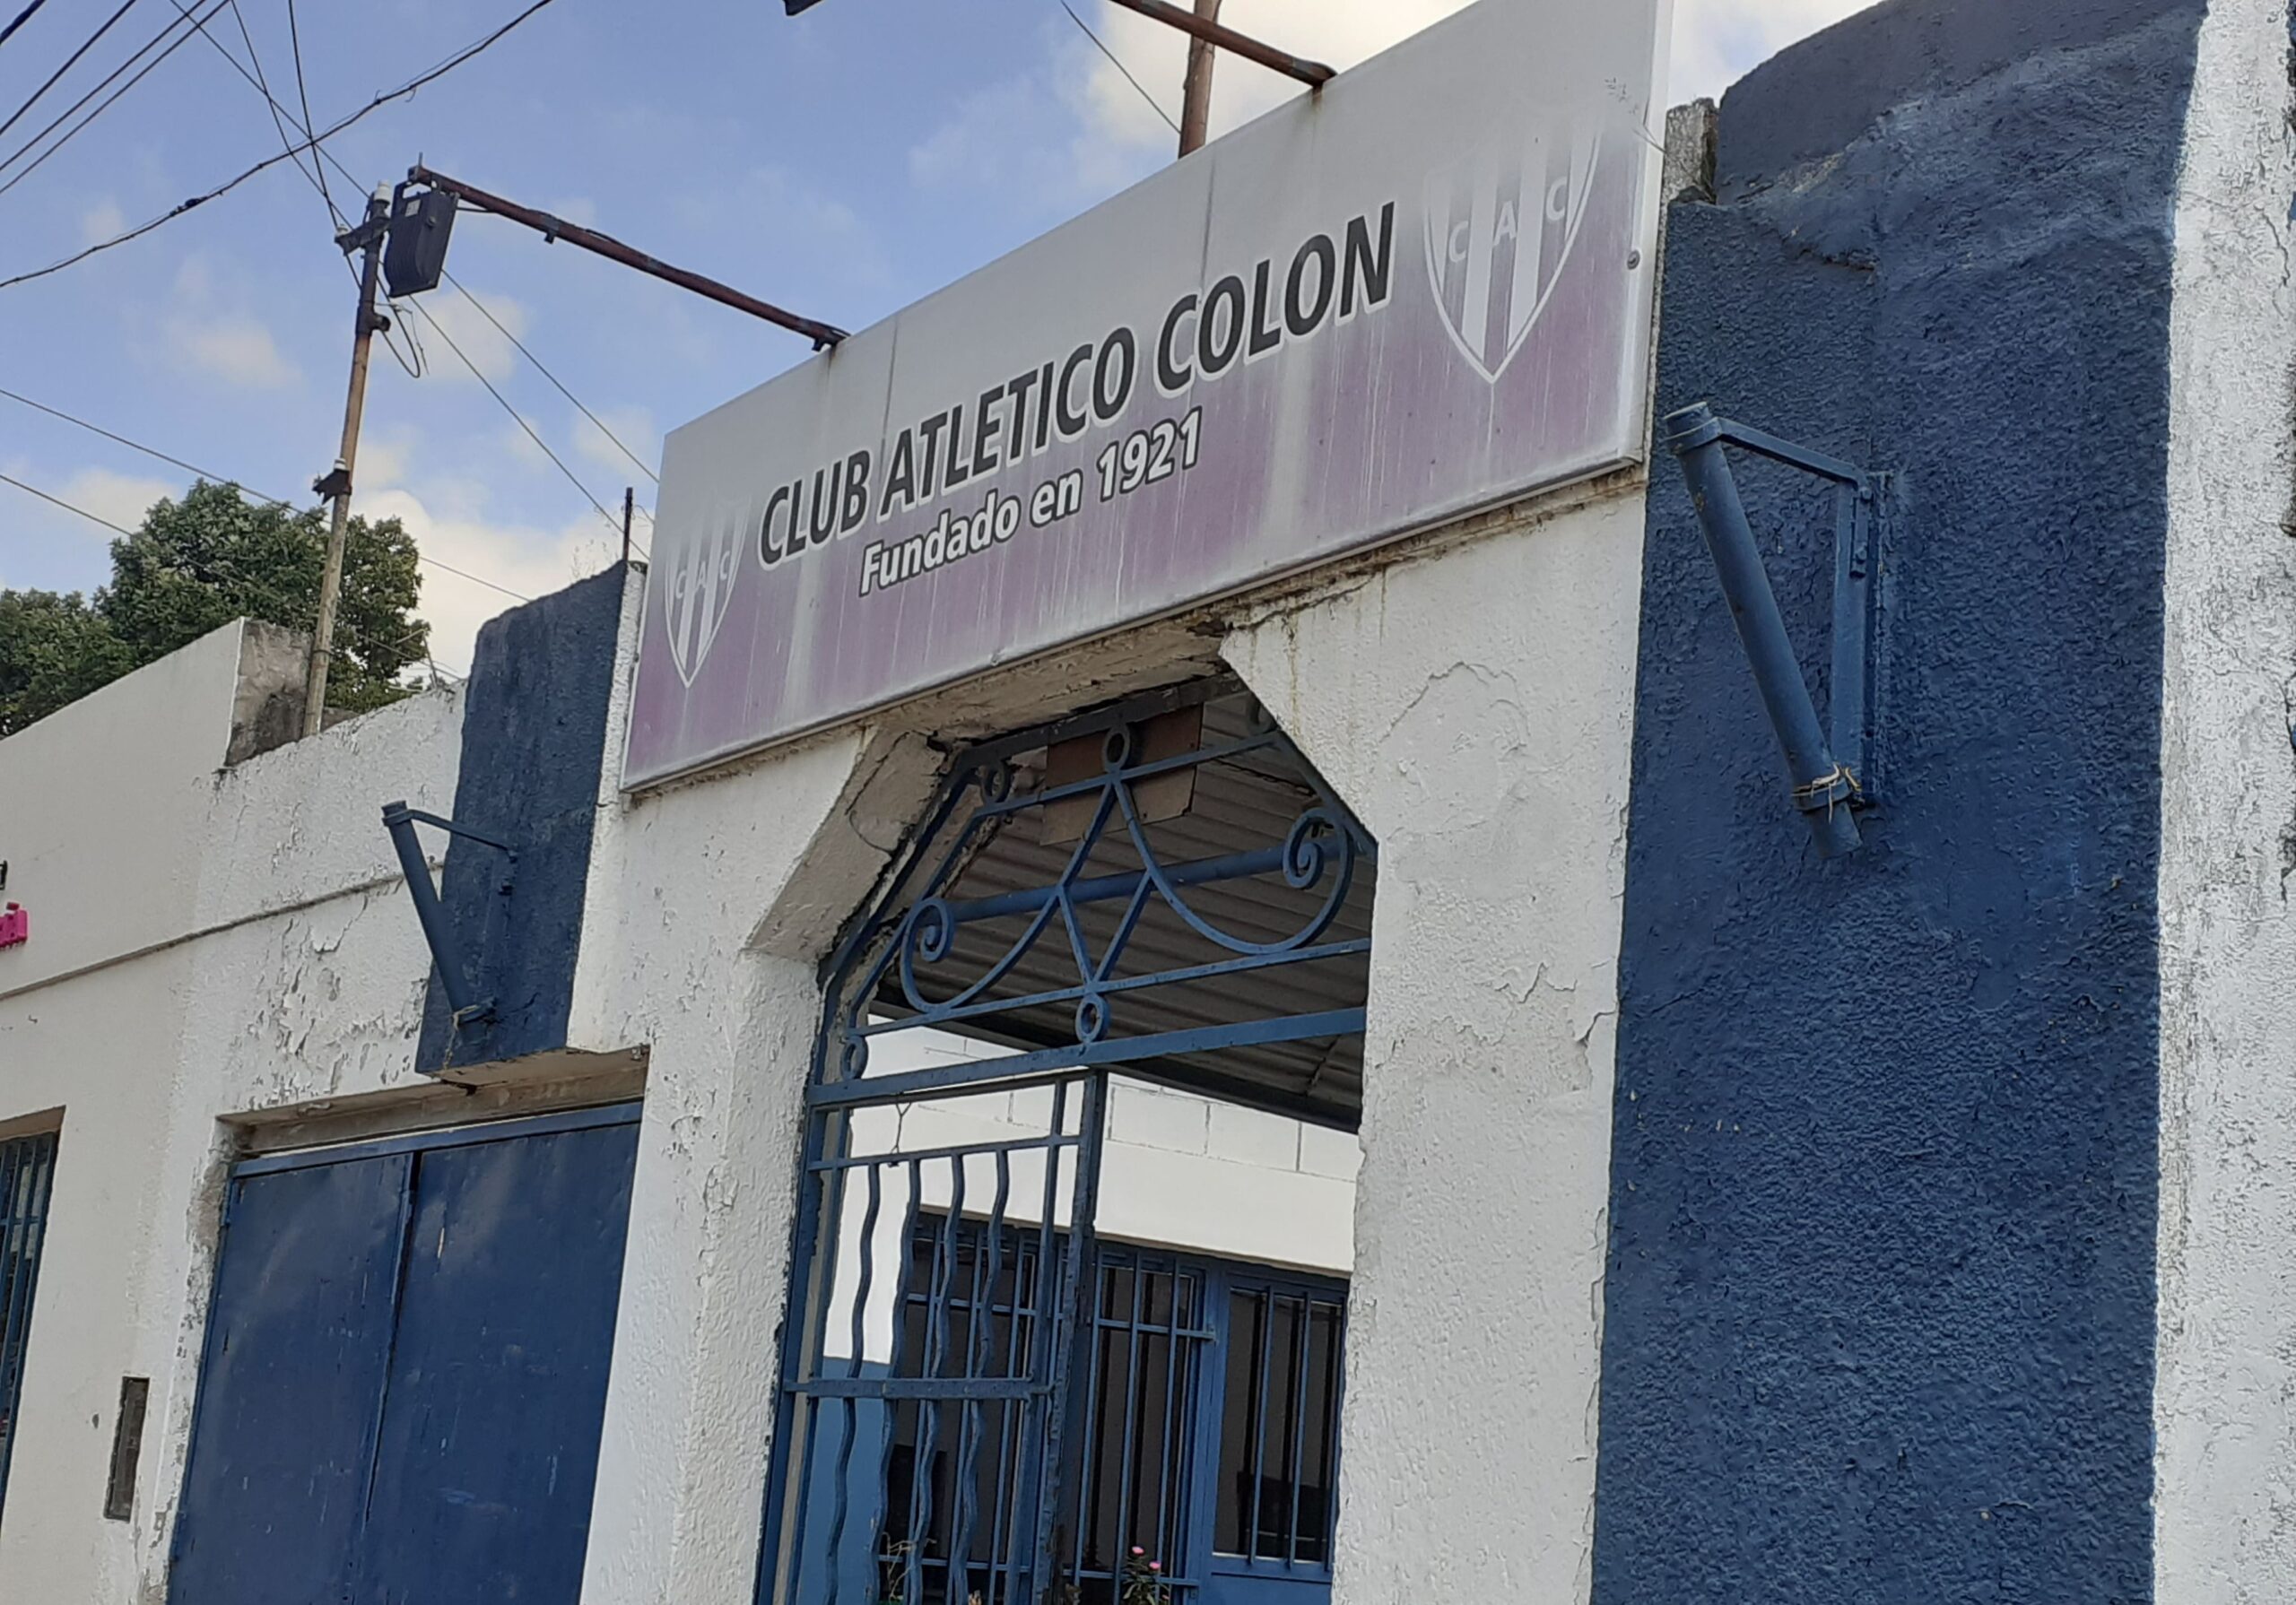 CLUB ATLETICO COLON
Fundado en 1921
C A C
C A C